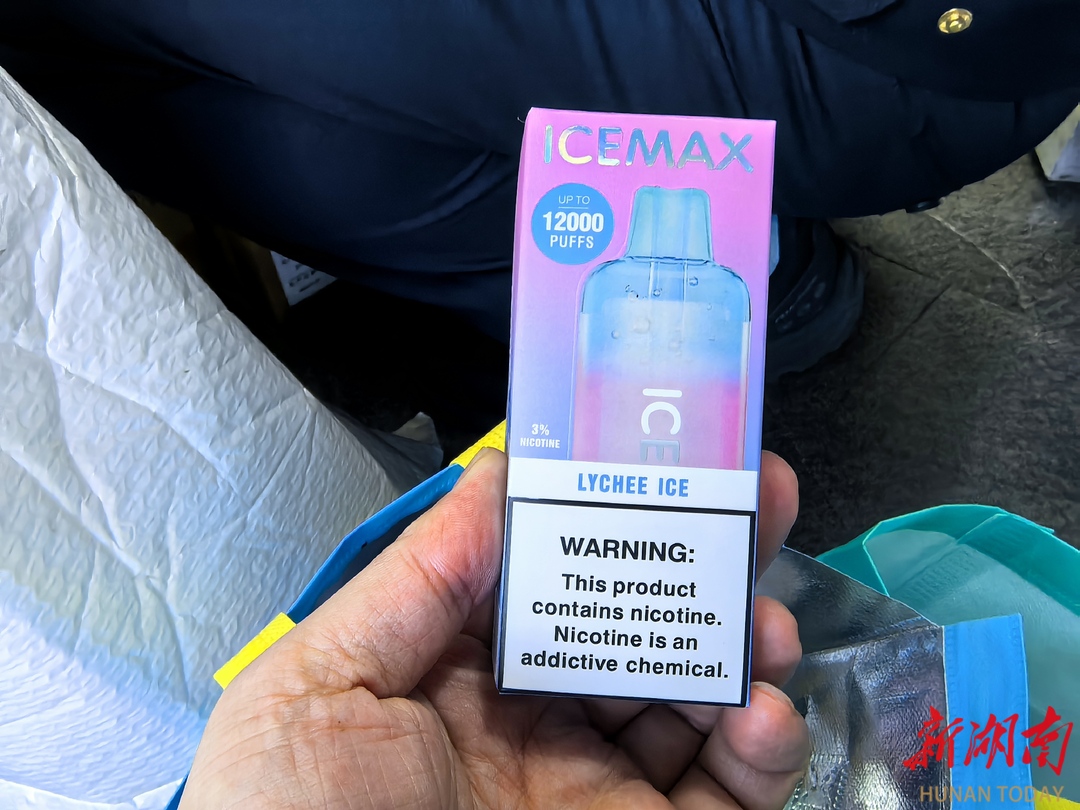 ICEMAX
UP TO
12000
PUFFS
ICE
3%
NICOTINE
LYCHEE ICE
WARNING:
This product
contains nicotine.
Nicotine is an
addictive chemical.
新湖南
HUNAN TODAY